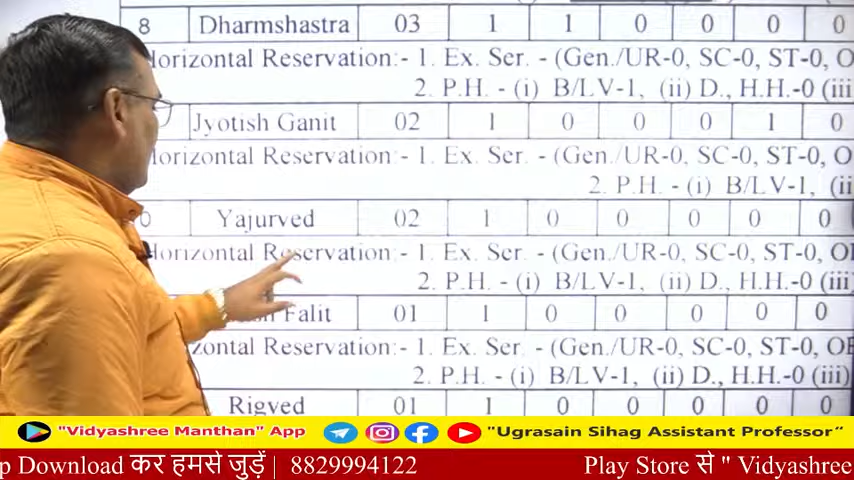 8 Dharmshastra 03 1 1 0 0 0 0
Horizontal Reservation:- 1. Ex. Ser. - (Gen./UR-0, SC-0, ST-0, O
2. P.H. - (i) B/LV-1, (ii) D., H.H.-0 (iii
Jyotish Ganit 02 1 0 0 0 1 0
Horizontal Reservation:- 1. Ex. Ser. - (Gen./UR-0, SC-0, ST-0, O
2. P.H. - (i) B/LV-1, (ii
0 Yajurved 02 1 0 0 0 0 0
Horizontal Reservation:- 1. Ex. Ser. - (Gen./UR-0, SC-0, ST-0, OE
2. P.H. - (i) B/LV-1, (ii) D., H.H.-0 (iii)
Falit 01 1 0 0 0 0 0
zontal Reservation:- 1. Ex. Ser. - (Gen./UR-0, SC-0, ST-0, OE
2. P.H. - (i) B/LV-1, (ii) D., H.H.-0 (iii)
Rigved 01 1 0 0 0 0 0
"Vidyashree Manthan" App "Ugrasain Sihag Assistant Professor"
p Download कर हमसे जुड़ें | 8829994122 Play Store से " Vidyashree